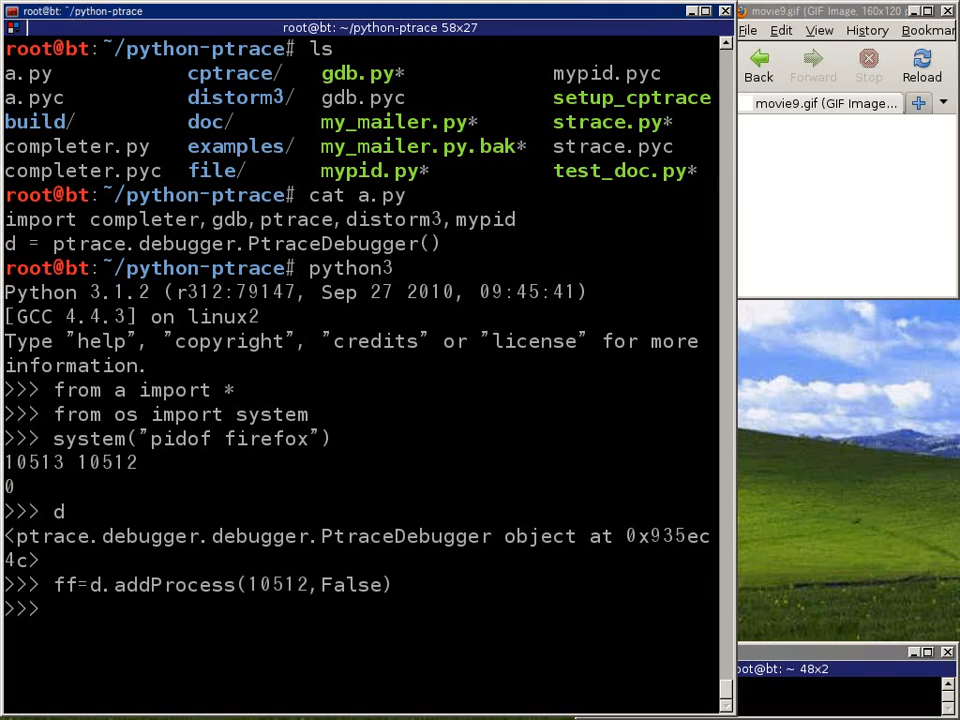 root@bt: ~/python-ptrace
root@bt: ~/python-ptrace 58x27
root@bt:~/python-ptrace# ls
a.py cptrace/ gdb.py* mypid.pyc
a.pyc distorm3/ gdb.pyc setup_cptrace
build/ doc/ my_mailer.py* strace.py*
completer.py examples/ my_mailer.py.bak* strace.pyc
completer.pyc file/ mypid.py* test_doc.py*
root@bt:~/python-ptrace# cat a.py
import completer,gdb,ptrace,distorm3,mypid
d = ptrace.debugger.PtraceDebugger()
root@bt:~/python-ptrace# python3
Python 3.1.2 (r312:79147, Sep 27 2010, 09:45:41)
[GCC 4.4.3] on linux2
Type "help", "copyright", "credits" or "license" for more
information.
>>> from a import *
>>> from os import system
>>> system("pidof firefox")
10513 10512
0
>>> d
<ptrace.debugger.debugger.PtraceDebugger object at 0x935ec
4c>
>>> ff=d.addProcess(10512,False)
>>>
movie9.gif (GIF Image, 160x120
File Edit View History Bookmar
Back Forward Stop Reload
movie9.gif (GIF Image...
oot@bt: ~ 48x2